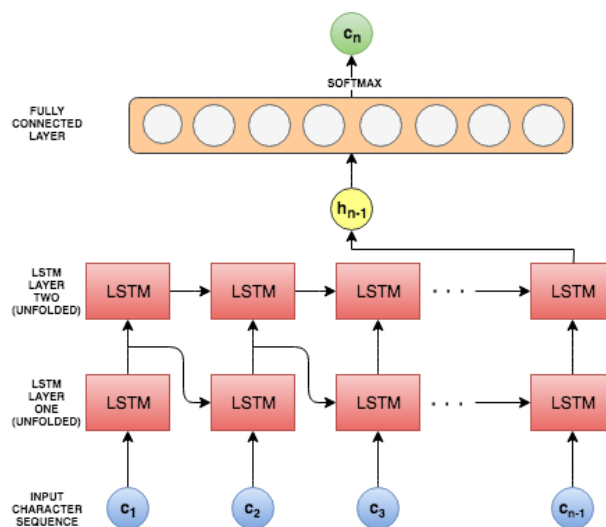 cn
SOFTMAX
FULLY
CONNECTED
LAYER
hn-1
LSTM
LAYER
TWO
(UNFOLDED)
LSTM LSTM LSTM . . . LSTM
LSTM
LAYER
ONE
(UNFOLDED)
LSTM LSTM LSTM . . . LSTM
INPUT
CHARACTER
SEQUENCE
c1 c2 c3 cn-1